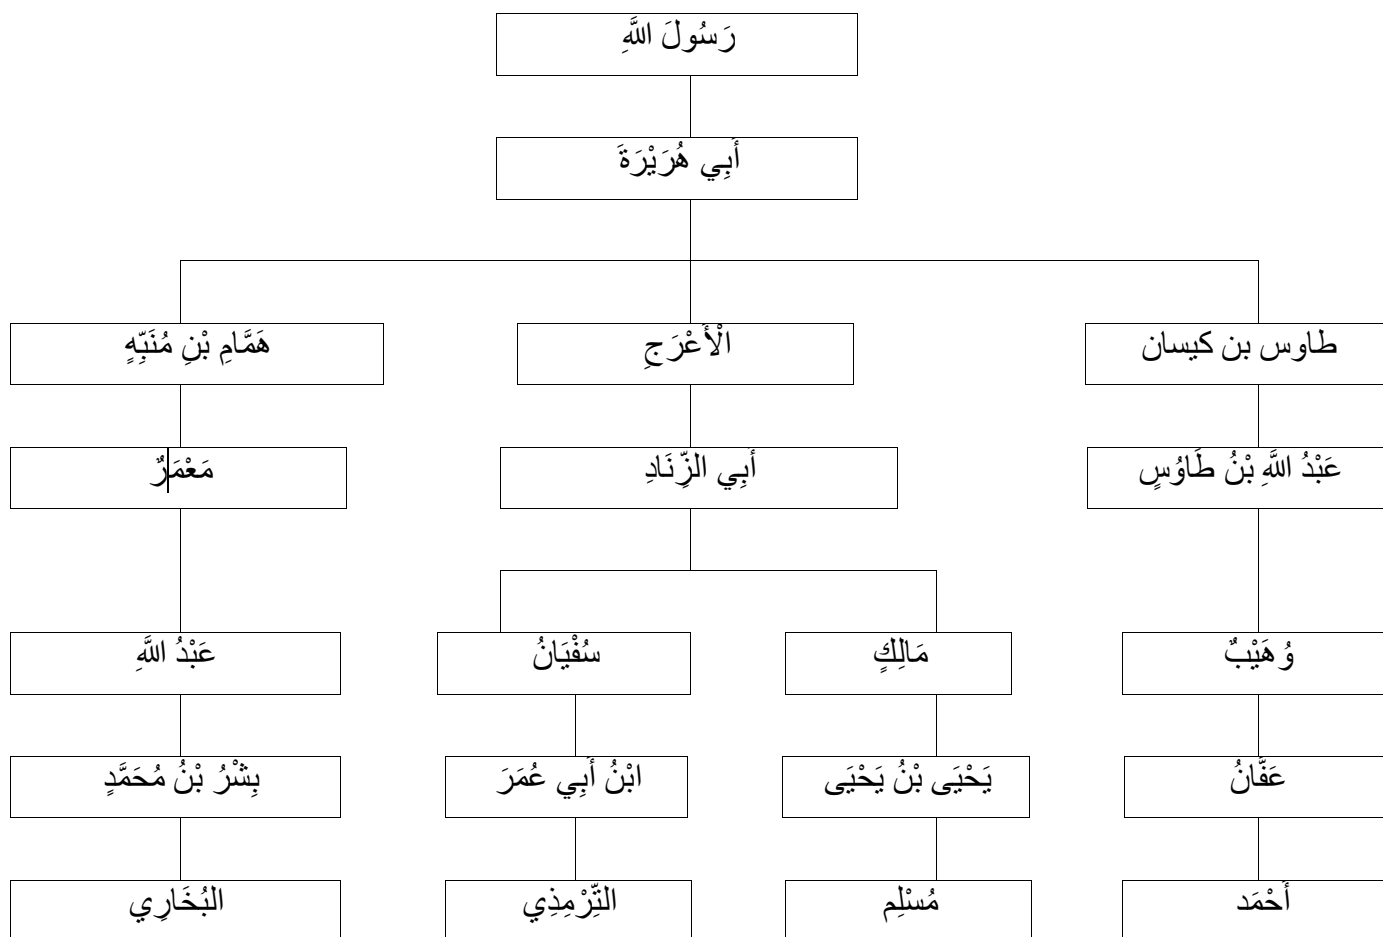 رَسُولَ اللَّهِ
أَبِي هُرَيْرَةَ
طاوس بن كيسان
الْأَعْرَجِ
هَمَّامِ بْنِ مُنَبِّهٍ
عَبْدُ اللَّهِ بْنُ طَاوُسٍ
أَبِي الزِّنَادِ
مَعْمَرٌ
وُهَيْبٌ
مَالِكٍ
سُفْيَانُ
عَبْدُ اللَّهِ
عَفَّانُ
يَحْيَى بْنُ يَحْيَى
ابْنُ أَبِي عُمَرَ
بِشْرُ بْنُ مُحَمَّدٍ
أَحْمَد
مُسْلِم
التِّرْمِذِي
البُخَارِي